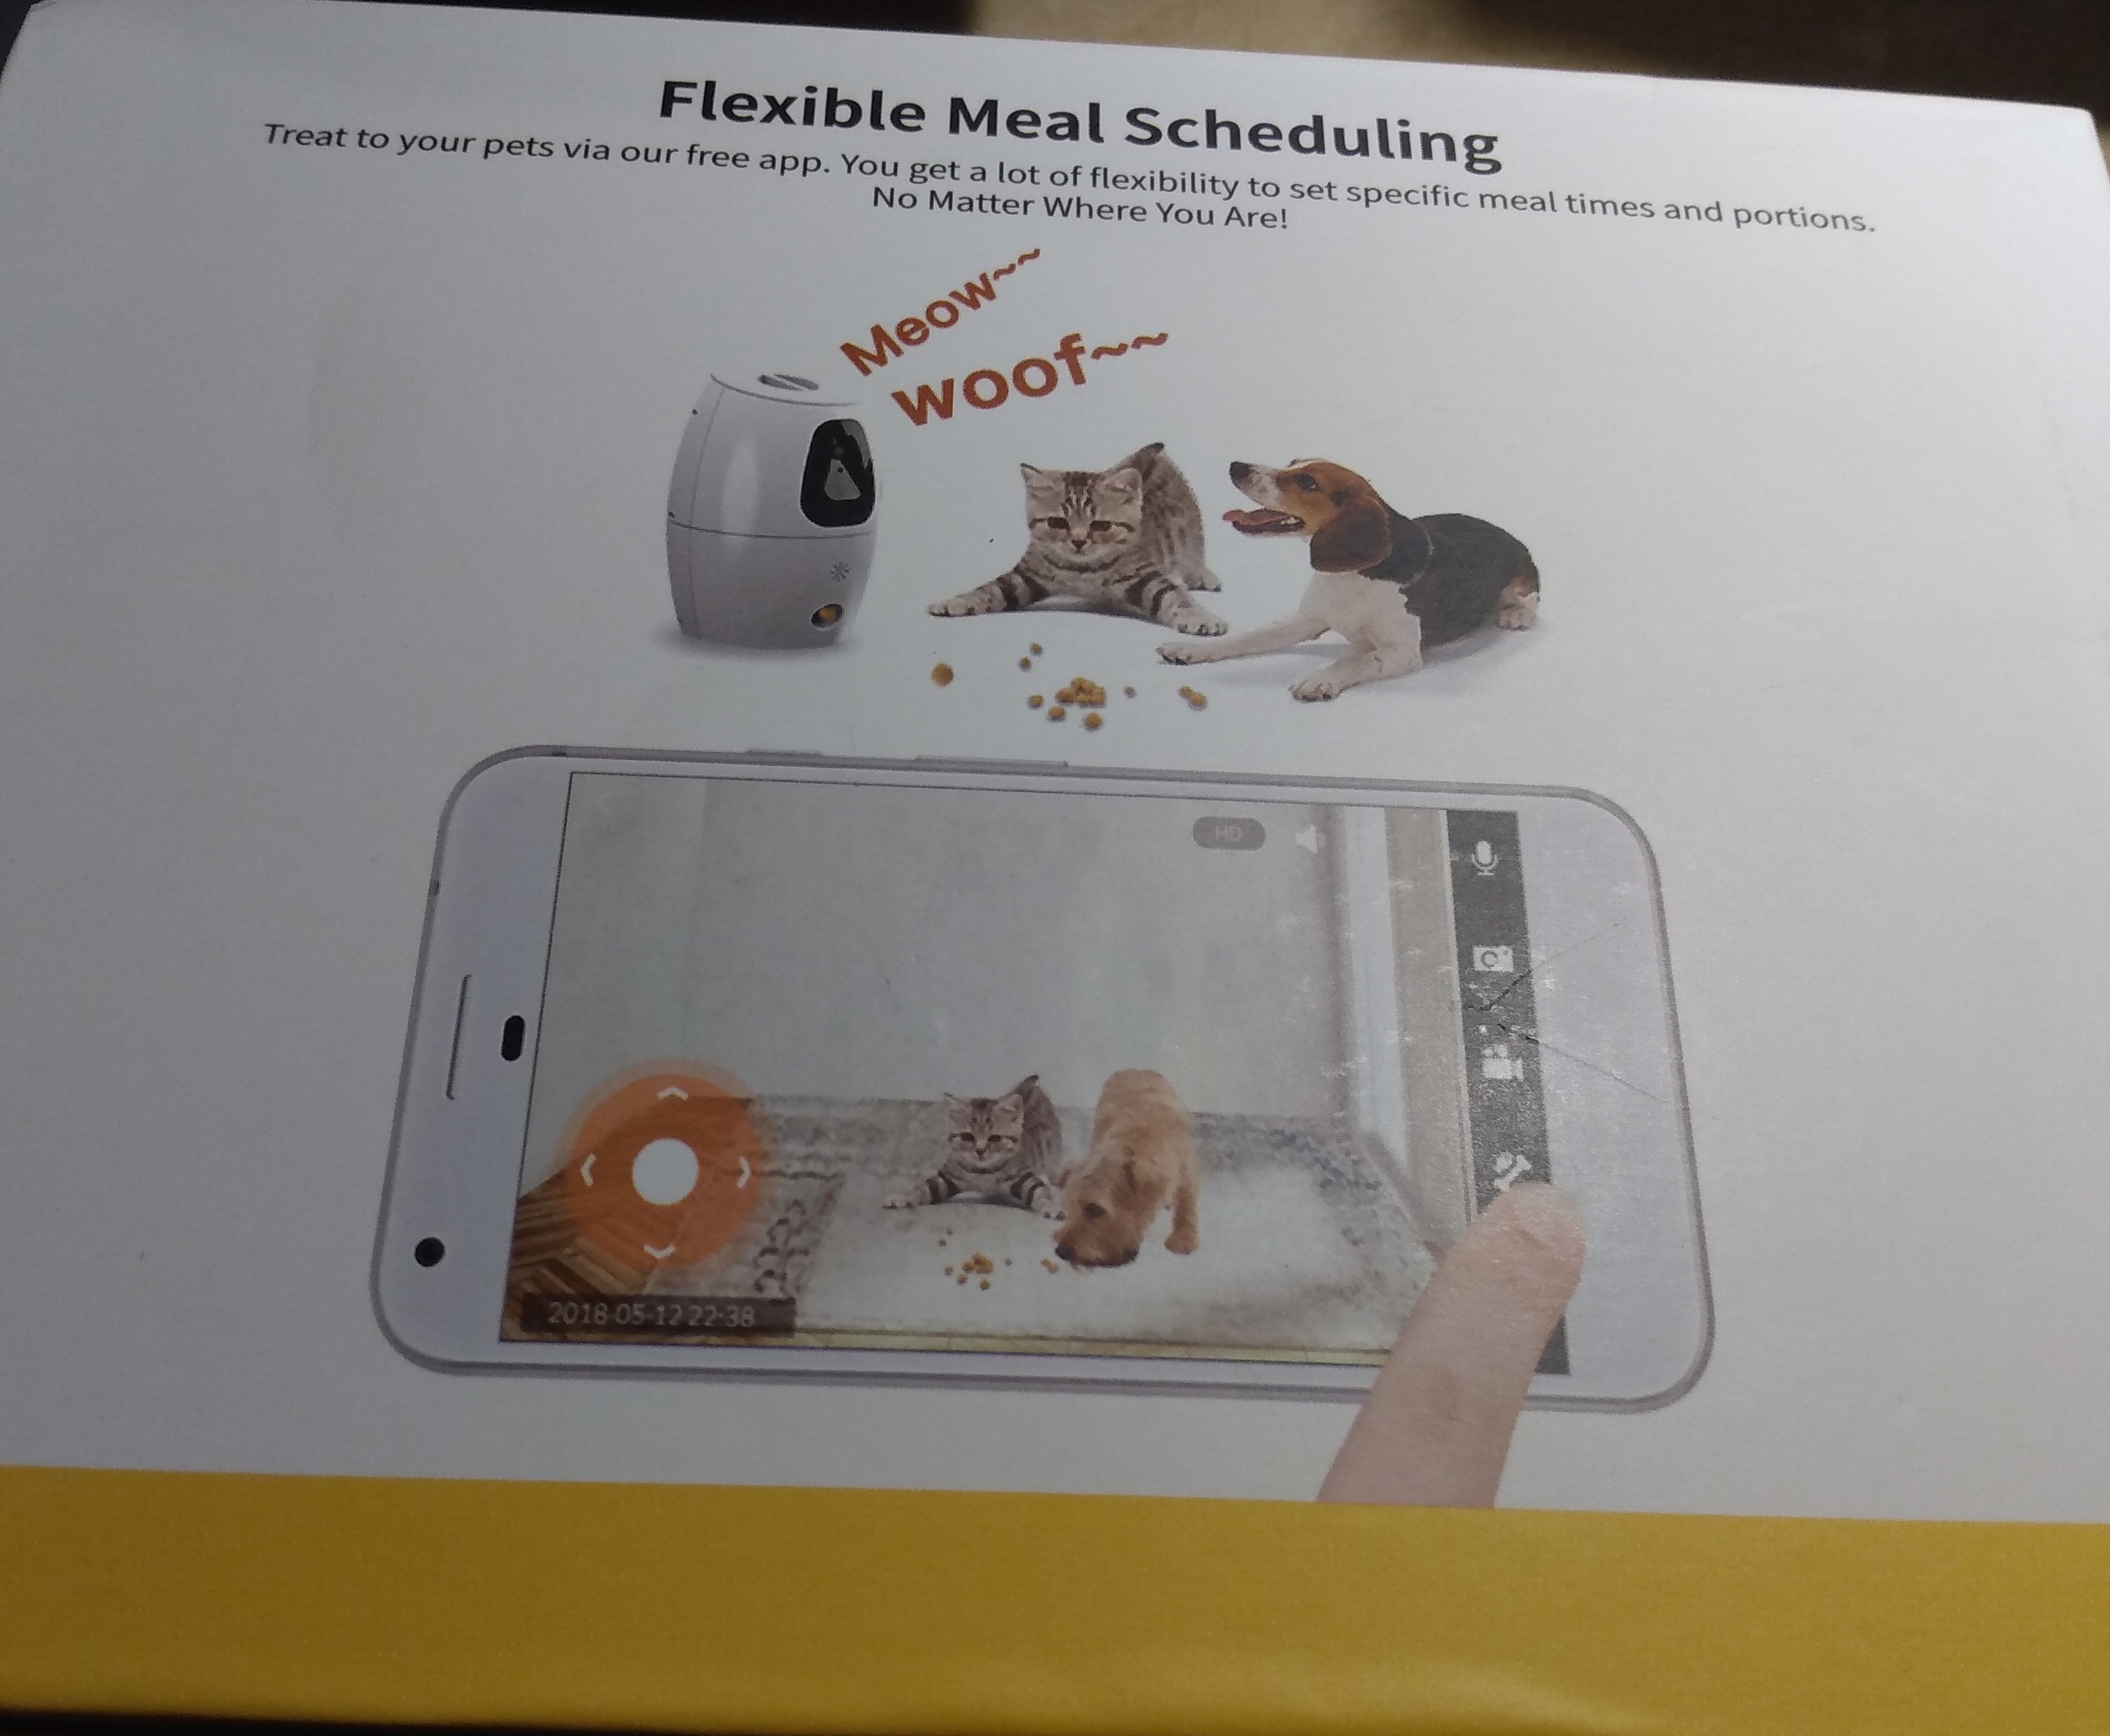 Flexible Meal Scheduling
Treat to your pets via our free app. You get a lot of flexibility to set specific meal times and portions.
No Matter Where You Are!
Meow~~
woof~~
HD
2018-05-12 22:38